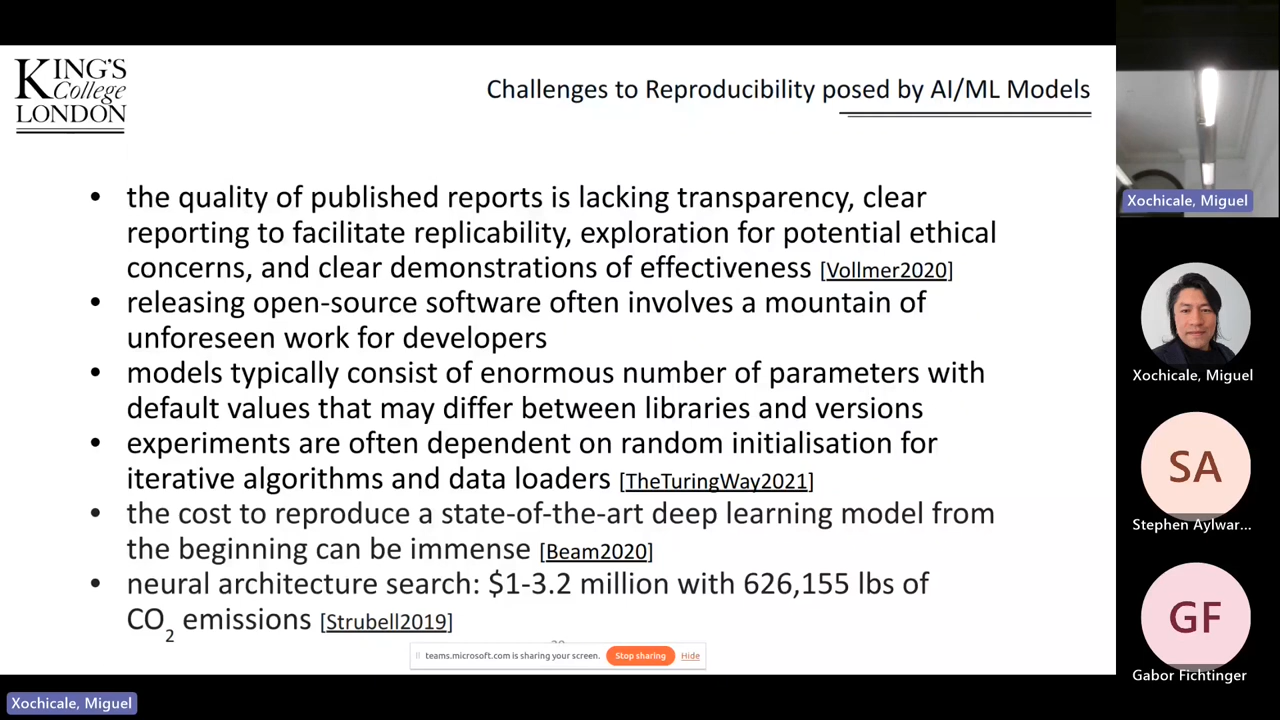 KING'S
College
LONDON
Challenges to Reproducibility posed by AI/ML Models
• the quality of published reports is lacking transparency, clear
reporting to facilitate replicability, exploration for potential ethical
concerns, and clear demonstrations of effectiveness [Vollmer2020]
• releasing open-source software often involves a mountain of
unforeseen work for developers
• models typically consist of enormous number of parameters with
default values that may differ between libraries and versions
• experiments are often dependent on random initialisation for
iterative algorithms and data loaders [TheTuringWay2021]
• the cost to reproduce a state-of-the-art deep learning model from
the beginning can be immense [Beam2020]
• neural architecture search: $1-3.2 million with 626,155 lbs of
CO2 emissions [Strubell2019]
teams.microsoft.com is sharing your screen. Stop sharing Hide
Xochicale, Miguel
Xochicale, Miguel
Xochicale, Miguel
SA
Stephen Aylwar...
GF
Gabor Fichtinger